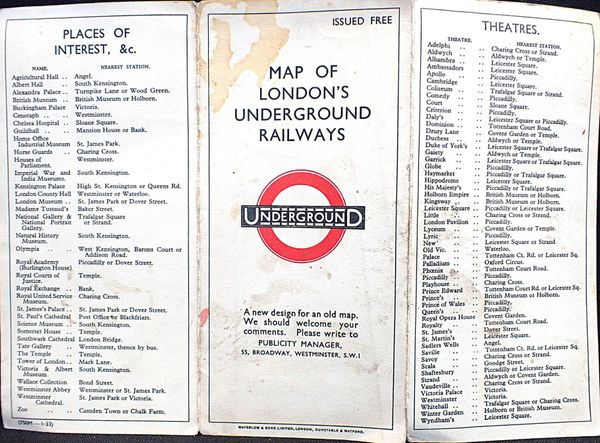 PLACES OF
INTEREST, &c.
NAME. NEAREST STATION.
Agricultural Hall .. Angel.
Albert Hall .. South Kensington.
Alexandra Palace .. Turnpike Lane or Wood Green.
British Museum .. British Museum or Holborn.
Buckingham Palace Victoria.
Cenotaph .. .. Westminster.
Chelsea Hospital .. Sloane Square.
Guildhall .. .. Mansion House or Bank.
Home Office
Industrial Museum St. James Park.
Horse Guards .. Charing Cross.
Houses of
Parliament. Westminster.
Imperial War and
India Museums. South Kensington.
Kensington Palace High St. Kensington or Queens Rd.
London County Hall Westminster or Waterloo.
London Museum .. St. James Park or Dover Street.
Madame Tussaud's Baker Street.
National Gallery & Trafalgar Square
National Portrait or Strand.
Gallery.
Natural History
Museum. South Kensington.
Olympia .. .. West Kensington, Barons Court or
Addison Road.
Royal Academy Piccadilly or Dover Street.
(Burlington House)
Royal Courts of Temple.
Justice.
Royal Exchange .. Bank.
Royal United Service Charing Cross.
Museum.
St. James's Palace .. St. James Park or Dover Street.
St. Paul's Cathedral Post Office or Blackfriars.
Science Museum .. South Kensington.
Somerset House .. Temple.
Southwark Cathedral London Bridge.
Tate Gallery .. Westminster, thence by bus.
The Temple .. Temple.
Tower of London .. Mark Lane.
Victoria & Albert South Kensington.
Museum.
Wallace Collection Bond Street.
Westminster Abbey Westminster or St. James Park.
Westminster St. James Park or Victoria.
Cathedral.
Zoo .. .. Camden Town or Chalk Farm.
ISSUED FREE
MAP OF
LONDON'S
UNDERGROUND
RAILWAYS
UNDERGROUND
A new design for an old map.
We should welcome your
comments. Please write to
PUBLICITY MANAGER,
55, BROADWAY, WESTMINSTER, S.W.1
WATERLOW & SONS LIMITED, LONDON, DUNSTABLE & WATFORD.
THEATRES.
THEATRE. NEAREST STATION.
Adelphi .. .. Charing Cross or Strand.
Aldwych .. .. Aldwych or Temple.
Alhambra .. .. Leicester Square.
Ambassadors .. Leicester Square.
Apollo .. .. Piccadilly.
Cambridge .. .. Leicester Square.
Coliseum .. .. Trafalgar Square or Strand.
Comedy .. .. Piccadilly.
Court .. .. Sloane Square.
Criterion .. .. Piccadilly.
Daly's .. .. Leicester Square or Piccadilly.
Dominion .. .. Tottenham Court Road.
Drury Lane .. Covent Garden or Temple.
Duchess .. .. Aldwych or Temple.
Duke of York's .. Leicester Square or Trafalgar Square.
Gaiety .. .. Aldwych or Temple.
Garrick .. .. Leicester Square or Trafalgar Square.
Globe .. .. Piccadilly.
Haymarket .. Piccadilly or Trafalgar Square.
Hippodrome .. Leicester Square.
His Majesty's .. Piccadilly or Trafalgar Square.
Holborn Empire .. British Museum or Holborn.
Kingsway .. .. British Museum or Holborn.
Leicester Square .. Leicester Square or Piccadilly.
Little .. .. Charing Cross or Strand.
London Pavilion .. Piccadilly.
Lyceum .. .. Covent Garden or Temple.
Lyric .. .. Piccadilly.
New .. .. Leicester Square or Strand.
Old Vic. .. .. Waterloo.
Palace .. .. Tottenham Ct. Rd. or Leicester Sq.
Palladium .. .. Oxford Circus.
Phoenix .. .. Tottenham Court Road.
Piccadilly .. .. Piccadilly.
Playhouse .. .. Charing Cross.
Prince Edward .. Tottenham Court Rd. or Leicester Sq.
Prince's .. .. British Museum or Holborn.
Prince of Wales .. Piccadilly.
Queen's .. .. Piccadilly.
Royal Opera House Covent Garden.
Royalty .. .. Tottenham Court Road.
St. James's .. Dover Street.
St. Martin's .. Leicester Square.
Sadlers Wells .. Angel.
Saville .. .. Tottenham Ct. Rd. or Leicester Sq.
Savoy .. .. Charing Cross or Strand.
Scala .. .. Goodge Street.
Shaftesbury .. Piccadilly.
Strand .. .. Aldwych or Covent Garden.
Vaudeville .. .. Charing Cross or Strand.
Victoria Palace .. Victoria.
Westminster .. Victoria.
Whitehall .. .. Trafalgar Square or Charing Cross.
Winter Garden .. Holborn or British Museum.
Wyndham's .. Leicester Square.